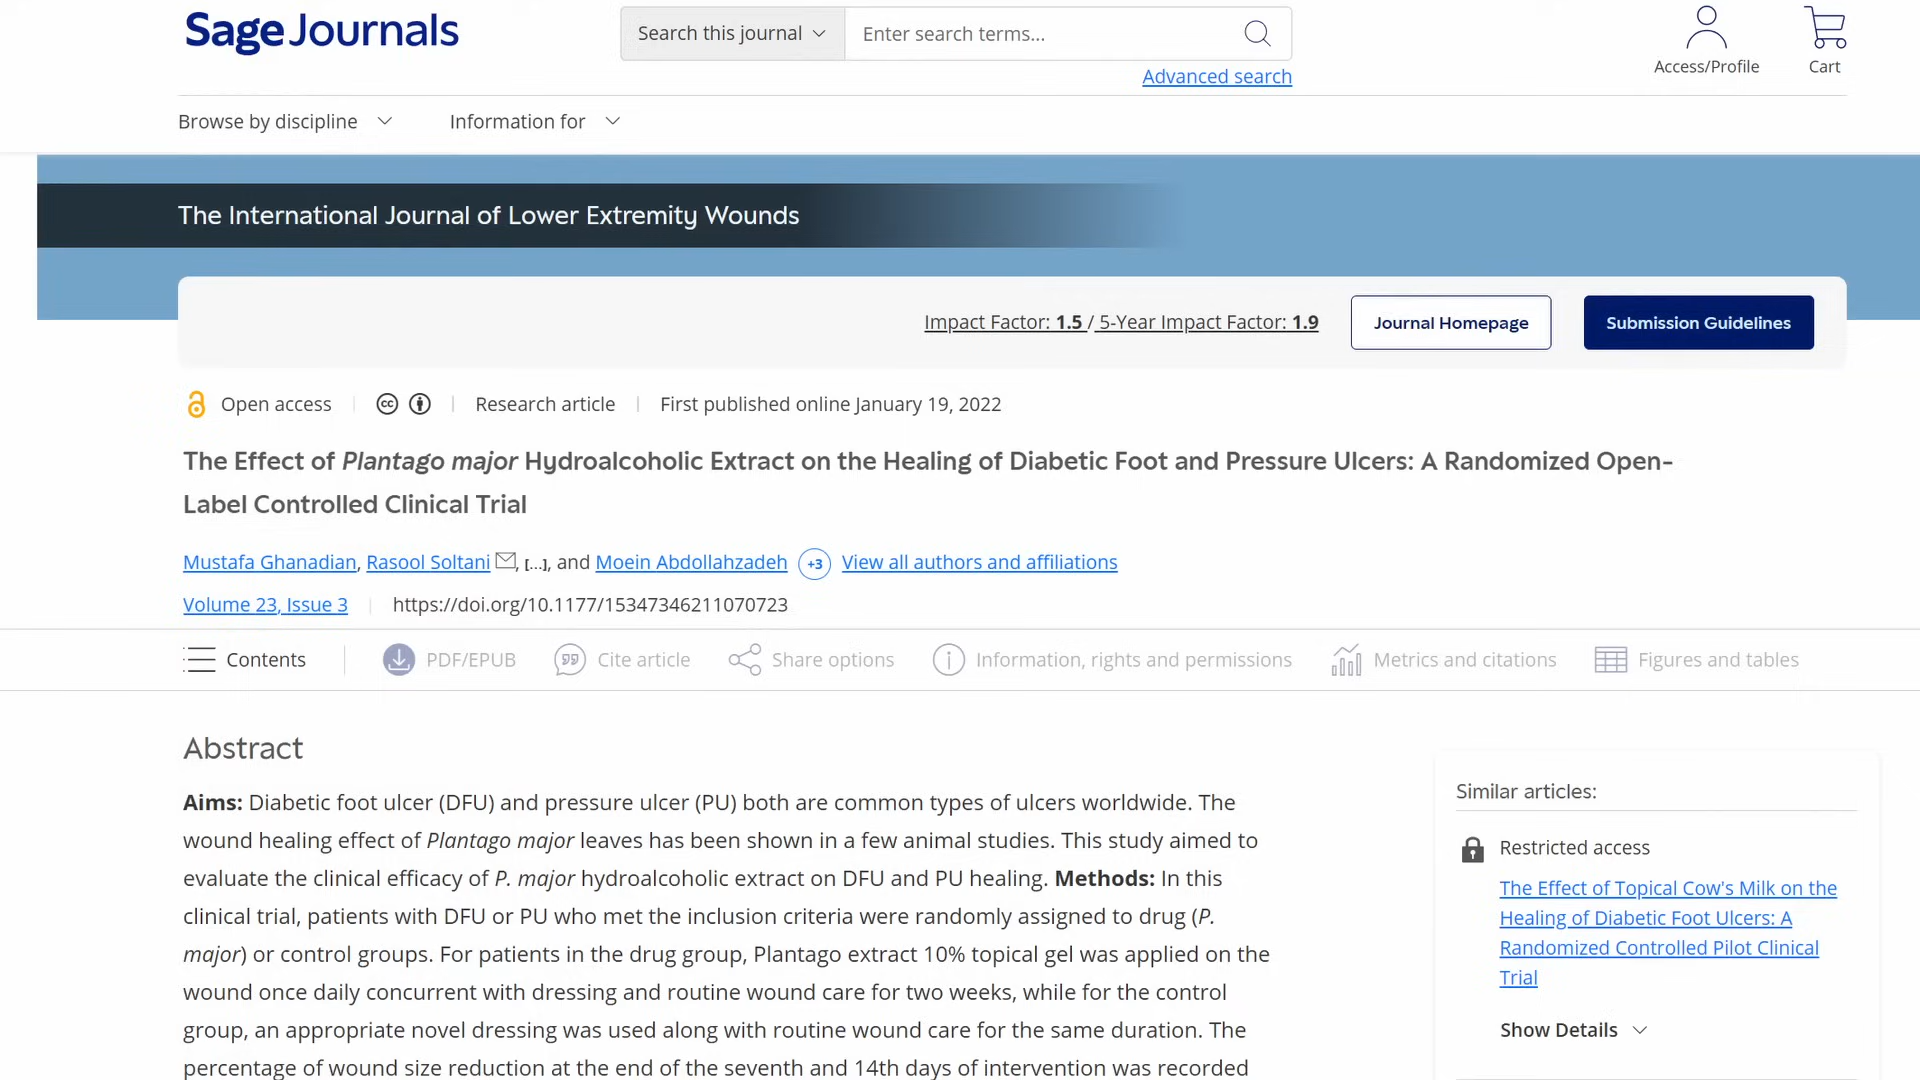 Sage Journals
Search this journal
Enter search terms...
Access/Profile
Cart
Advanced search
Browse by discipline
Information for
The International Journal of Lower Extremity Wounds
Impact Factor: 1.5 / 5-Year Impact Factor: 1.9
Journal Homepage
Submission Guidelines
Open access
cc
Research article
First published online January 19, 2022
The Effect of Plantago major Hydroalcoholic Extract on the Healing of Diabetic Foot and Pressure Ulcers: A Randomized Open-
Label Controlled Clinical Trial
Mustafa Ghanadian, Rasool Soltani, [...], and Moein Abdollahzadeh +3 View all authors and affiliations
Volume 23, Issue 3
https://doi.org/10.1177/15347346211070723
Contents
PDF/EPUB
Cite article
Share options
Information, rights and permissions
Metrics and citations
Figures and tables
Abstract
Aims: Diabetic foot ulcer (DFU) and pressure ulcer (PU) both are common types of ulcers worldwide. The
wound healing effect of Plantago major leaves has been shown in a few animal studies. This study aimed to
evaluate the clinical efficacy of P. major hydroalcoholic extract on DFU and PU healing. Methods: In this
clinical trial, patients with DFU or PU who met the inclusion criteria were randomly assigned to drug (P.
major) or control groups. For patients in the drug group, Plantago extract 10% topical gel was applied on the
wound once daily concurrent with dressing and routine wound care for two weeks, while for the control
group, an appropriate novel dressing was used along with routine wound care for the same duration. The
percentage of wound size reduction at the end of the seventh and 14th days of intervention was recorded
Similar articles:
Restricted access
The Effect of Topical Cow's Milk on the
Healing of Diabetic Foot Ulcers: A
Randomized Controlled Pilot Clinical
Trial
Show Details